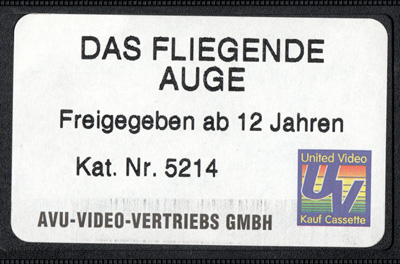 DAS FLIEGENDE
AUGE
Freigegeben ab 12 Jahren
Kat. Nr. 5214
United Video
UV
Kauf Cassette
AVU-VIDEO-VERTRIEBS GMBH